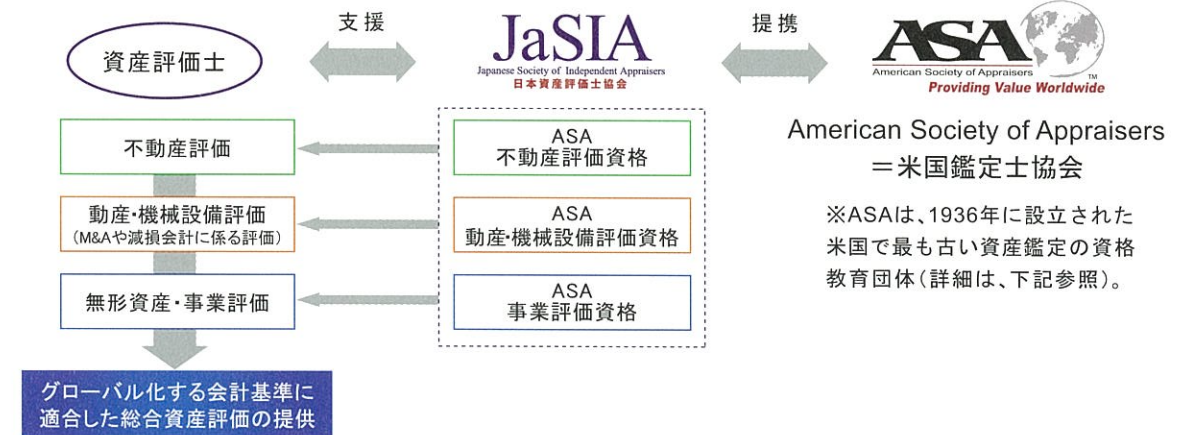 資産評価士
支援
JaSIA
Japanese Society of Independent Appraisers
日本資産評価士協会
提携
ASA
American Society of Appraisers
TM
Providing Value Worldwide
不動産評価
ASA
不動産評価資格
動産・機械設備評価
(M&Aや減損会計に係る評価)
ASA
動産・機械設備評価資格
無形資産・事業評価
ASA
事業評価資格
グローバル化する会計基準に
適合した総合資産評価の提供
American Society of Appraisers
＝米国鑑定士協会
※ASAは、1936年に設立された
米国で最も古い資産鑑定の資格
教育団体(詳細は、下記参照)。